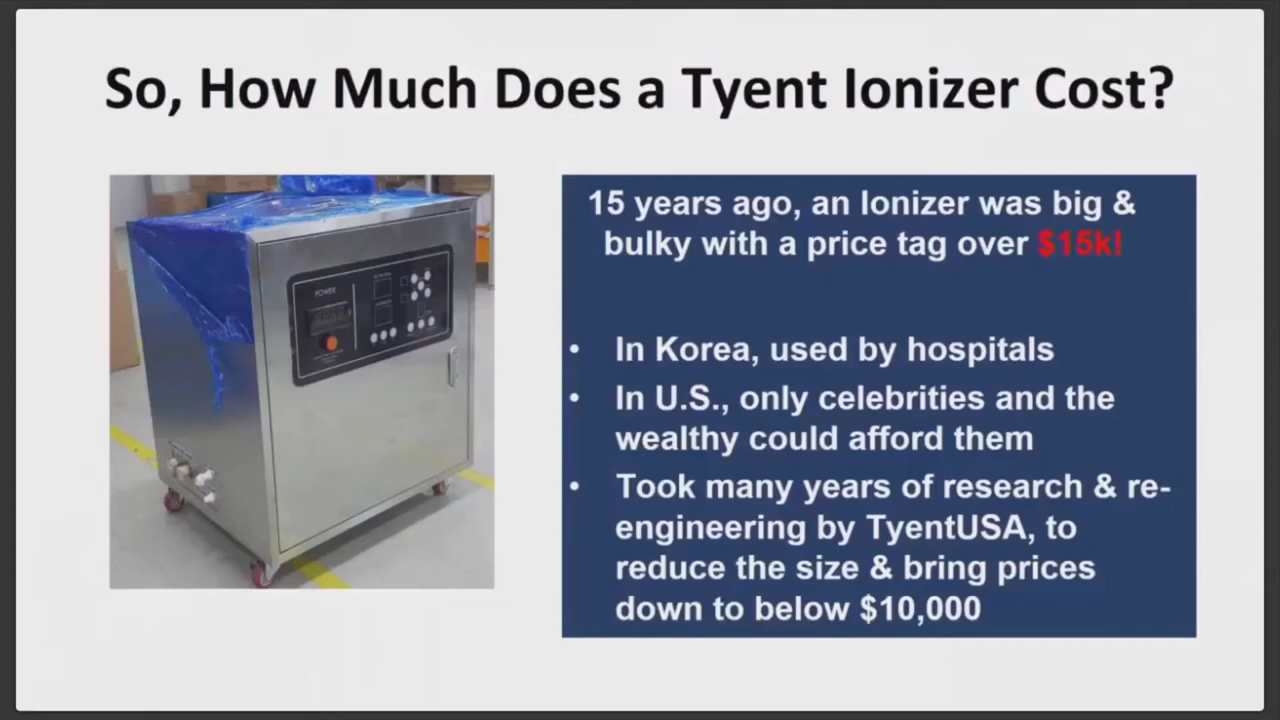 So, How Much Does a Tyent Ionizer Cost?
POWER
15 years ago, an Ionizer was big &
bulky with a price tag over $15k!
• In Korea, used by hospitals
• In U.S., only celebrities and the
wealthy could afford them
• Took many years of research & re-
engineering by TyentUSA, to
reduce the size & bring prices
down to below $10,000